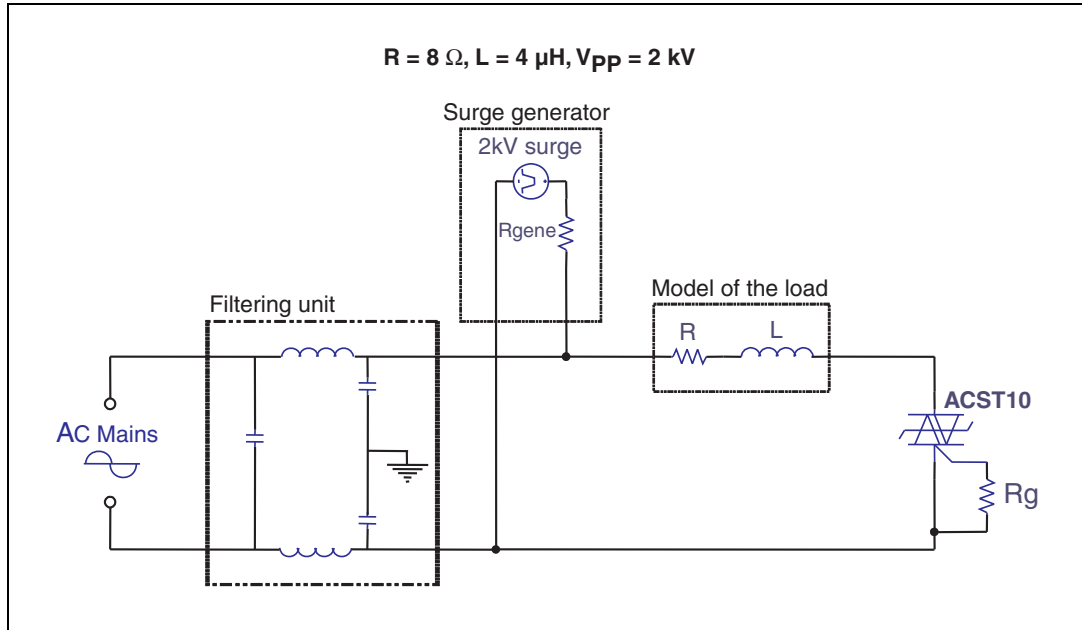 R = 8 Ω, L = 4 µH, VPP = 2 kV
Surge generator
2kV surge
Rgene
Filtering unit
Model of the load
R
L
ACST10
AC Mains
Rg